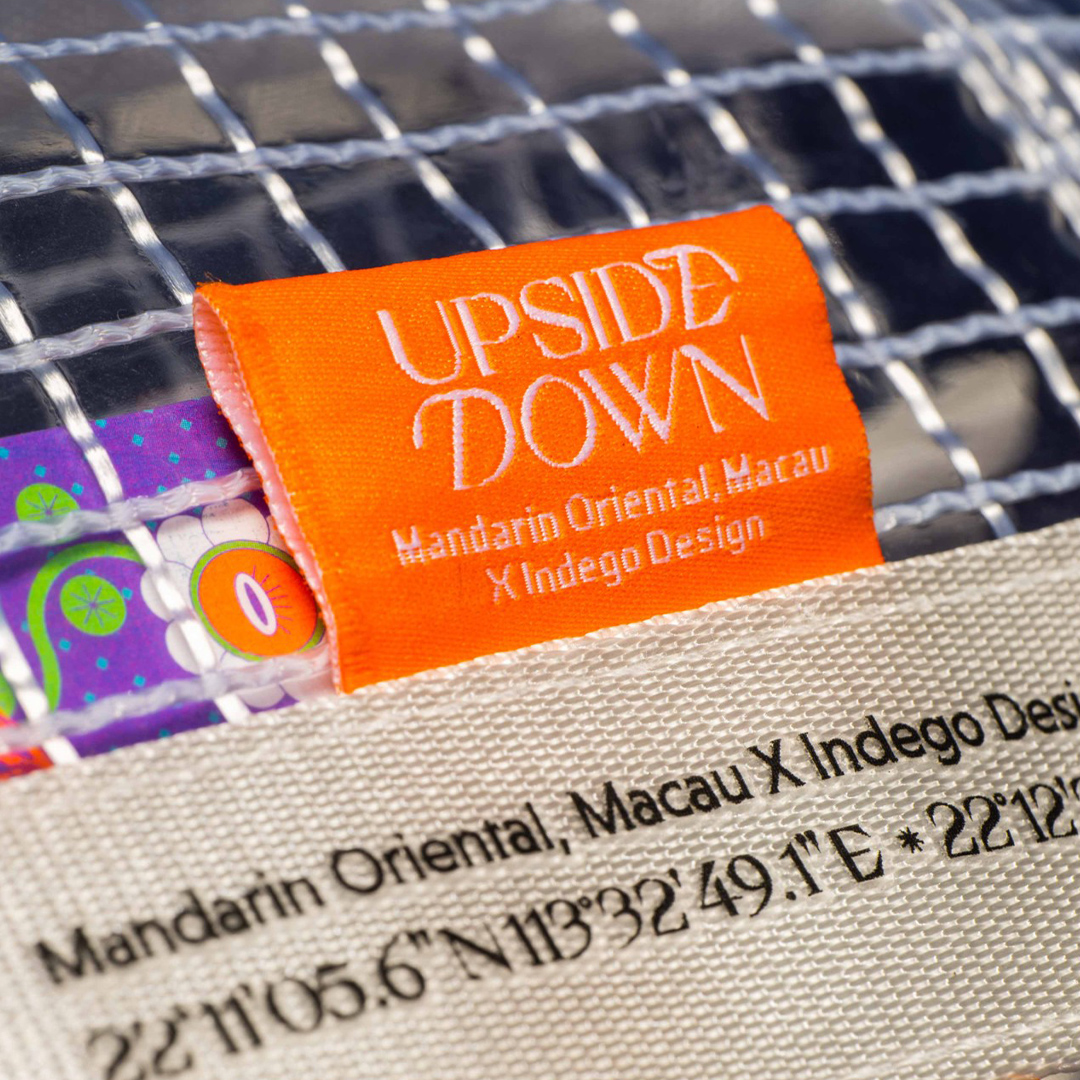 UPSIDE
DOWN
Mandarin Oriental, Macau
X Indego Design
Mandarin Oriental, Macau X Indego
22°11'05.6"N 113°32'49.1"E * 22°12'